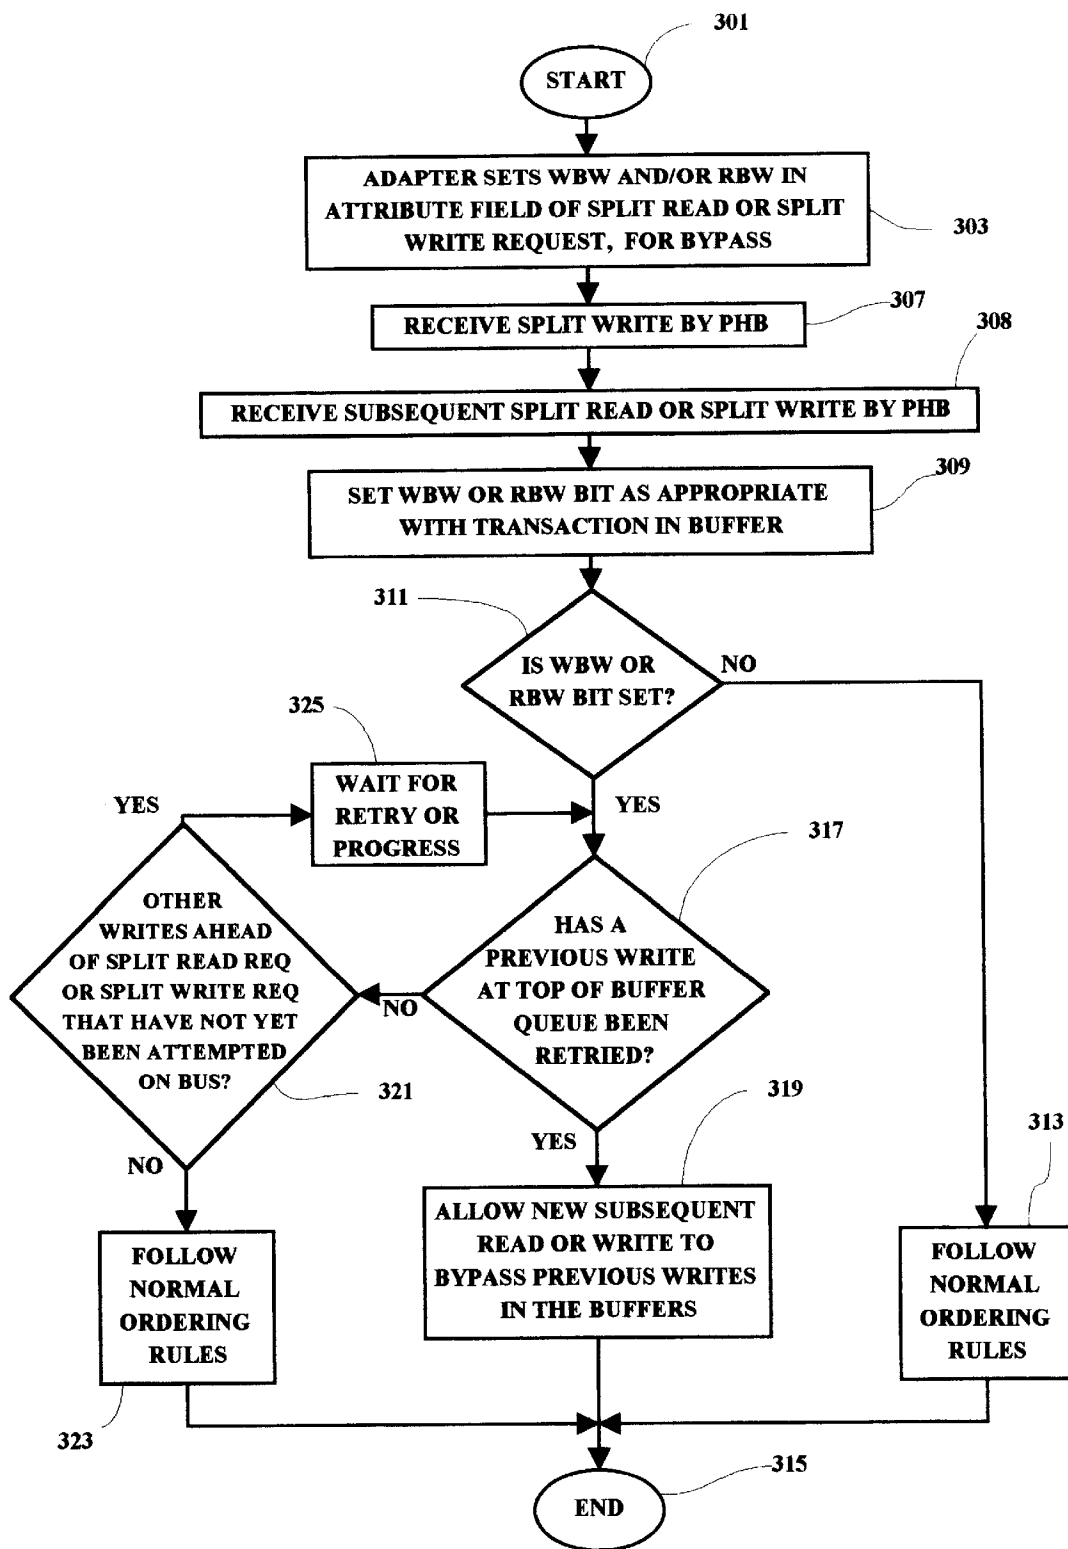 301
START
ADAPTER SETS WBW AND/OR RBW IN
ATTRIBUTE FIELD OF SPLIT READ OR SPLIT
WRITE REQUEST, FOR BYPASS
303
307
RECEIVE SPLIT WRITE BY PHB
308
RECEIVE SUBSEQUENT SPLIT READ OR SPLIT WRITE BY PHB
309
SET WBW OR RBW BIT AS APPROPRIATE
WITH TRANSACTION IN BUFFER
311
IS WBW OR
RBW BIT SET?
NO
YES
325
WAIT FOR
RETRY OR
PROGRESS
YES
317
HAS A
PREVIOUS WRITE
AT TOP OF BUFFER
QUEUE BEEN
RETRIED?
NO
OTHER
WRITES AHEAD
OF SPLIT READ REQ
OR SPLIT WRITE REQ
THAT HAVE NOT YET
BEEN ATTEMPTED
ON BUS?
321
NO
YES
319
ALLOW NEW SUBSEQUENT
READ OR WRITE TO
BYPASS PREVIOUS WRITES
IN THE BUFFERS
313
FOLLOW
NORMAL
ORDERING
RULES
FOLLOW
NORMAL
ORDERING
RULES
323
315
END